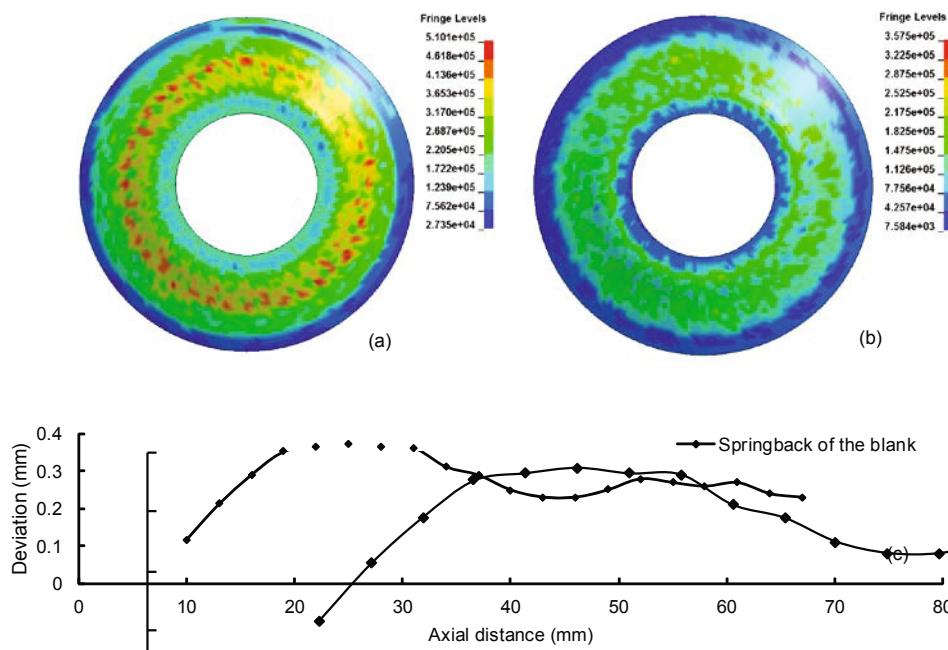 Fringe Levels
5.101e+05
4.618e+05
4.136e+05
3.653e+05
3.170e+05
2.687e+05
2.205e+05
1.722e+05
1.239e+05
7.562e+04
2.735e+04
(a)
Fringe Levels
3.575e+05
3.225e+05
2.875e+05
2.525e+05
2.175e+05
1.825e+05
1.475e+05
1.126e+05
7.756e+04
4.257e+04
7.584e+03
(b)
Deviation (mm)
0.4
0.3
0.2
0.1
0
Springback of the blank
(c)
0 10 20 30 40 50 60 70 80
Axial distance (mm)